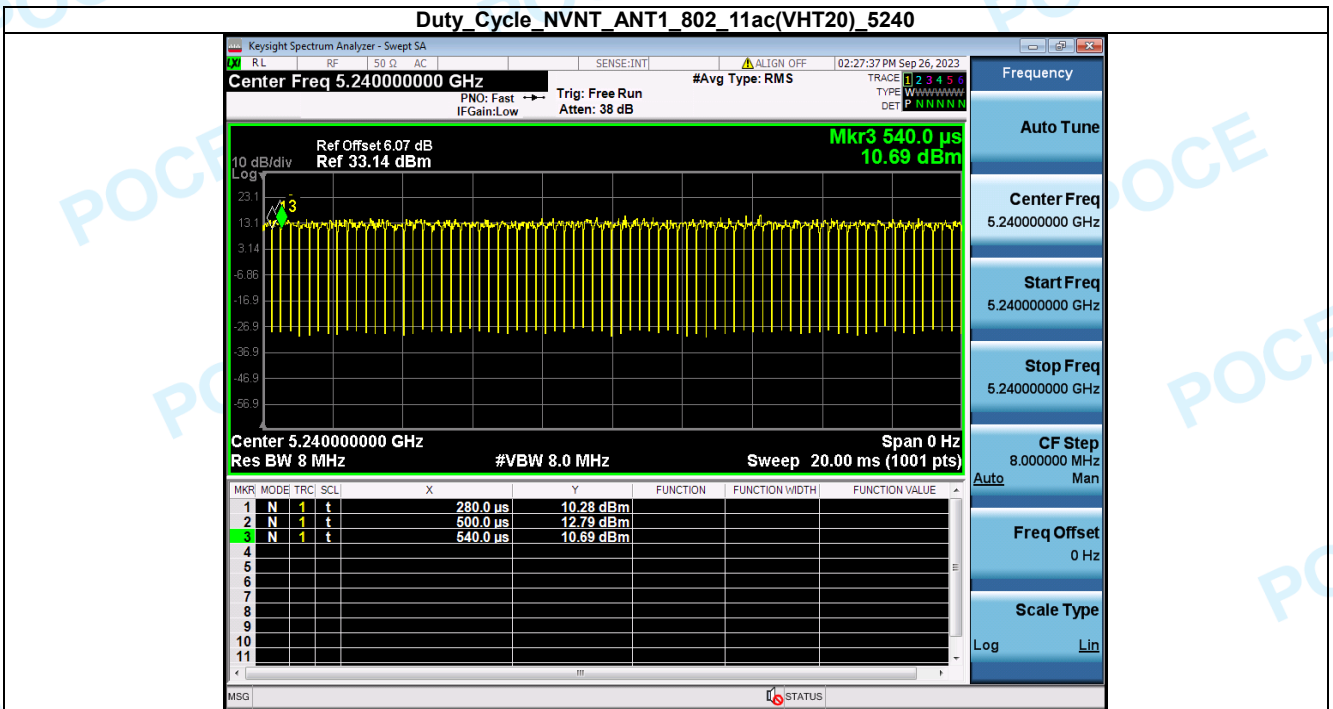 Duty_Cycle_NVNT_ANT1_802_11ac(VHT20)_5240
Keysight Spectrum Analyzer - Swept SA
LXI RL RF 50 Ω AC SENSE:INT ALIGN OFF 02:27:37 PM Sep 26, 2023
Center Freq 5.240000000 GHz #Avg Type: RMS TRACE 1 2 3 4 5 6
PNO: Fast Trig: Free Run TYPE WWWWWW
IFGain:Low Atten: 38 dB DET P N N N N N
Frequency
Auto Tune
Center Freq
5.240000000 GHz
Start Freq
5.240000000 GHz
Stop Freq
5.240000000 GHz
CF Step
8.000000 MHz
Auto Man
Freq Offset
0 Hz
Scale Type
Log Lin
Mkr3 540.0 µs
10.69 dBm
Ref Offset 6.07 dB
10 dB/div Ref 33.14 dBm
Log
23.1
13.1
3.14
-6.86
-16.9
-26.9
-36.9
-46.9
-56.9
1 3
Center 5.240000000 GHz Span 0 Hz
Res BW 8 MHz #VBW 8.0 MHz Sweep 20.00 ms (1001 pts)
MKR MODE TRC SCL X Y FUNCTION FUNCTION WIDTH FUNCTION VALUE
1 N 1 t 280.0 µs 10.28 dBm
2 N 1 t 500.0 µs 12.79 dBm
3 N 1 t 540.0 µs 10.69 dBm
4
5
6
7
8
9
10
11
MSG STATUS
POCE
POCE
POCE